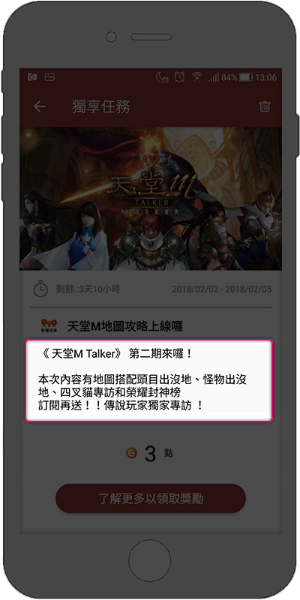 84% 13:06
獨享任務
天堂M
TALKER
剩餘:3天10小時
2018/02/02 - 2018/02/05
天堂M地圖攻略上線囉
《 天堂M Talker》 第二期來囉！
本次內容有地圖搭配頭目出沒地、怪物出沒
地、四叉貓專訪和榮耀封神榜
訂閱再送！！傳說玩家獨家專訪 ！
G 3 點
了解更多以領取獎勵